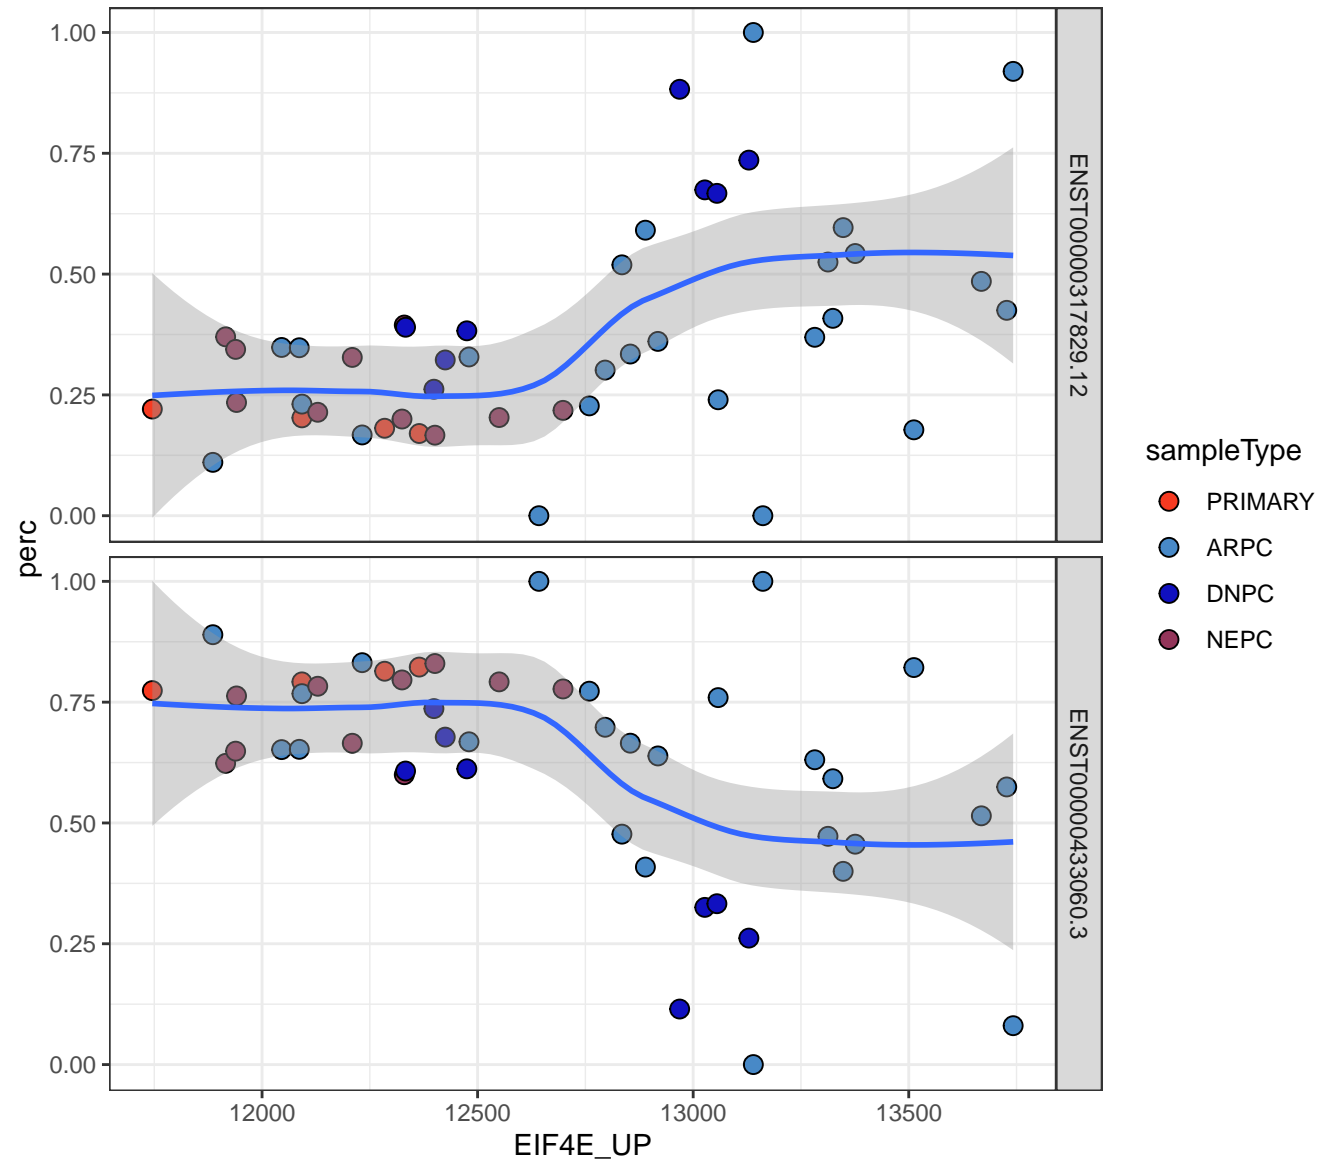 1.00
0.75
0.50
0.25
0.00
ENST00000317829.12
1.00
0.75
0.50
0.25
0.00
ENST00000433060.3
perc
12000
12500
13000
13500
EIF4E_UP
sampleType
PRIMARY
ARPC
DNPC
NEPC